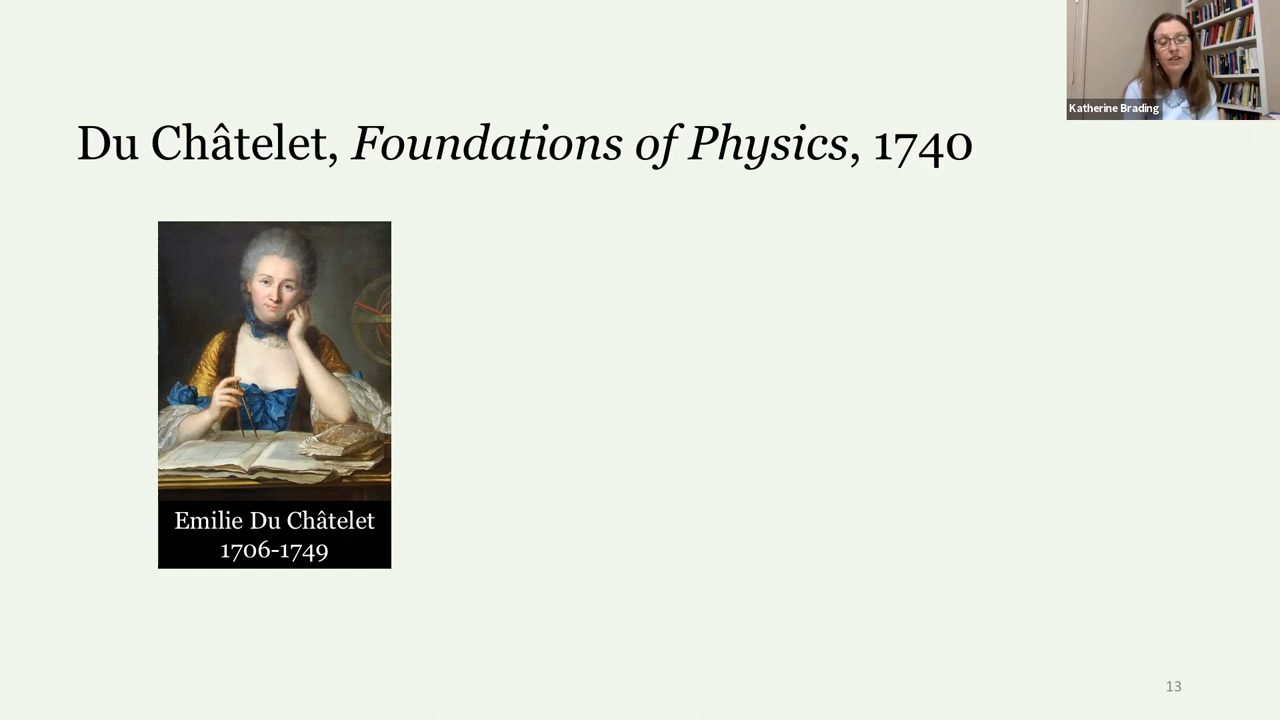 Katherine Brading
Du Châtelet, Foundations of Physics, 1740
Emilie Du Châtelet
1706-1749
13